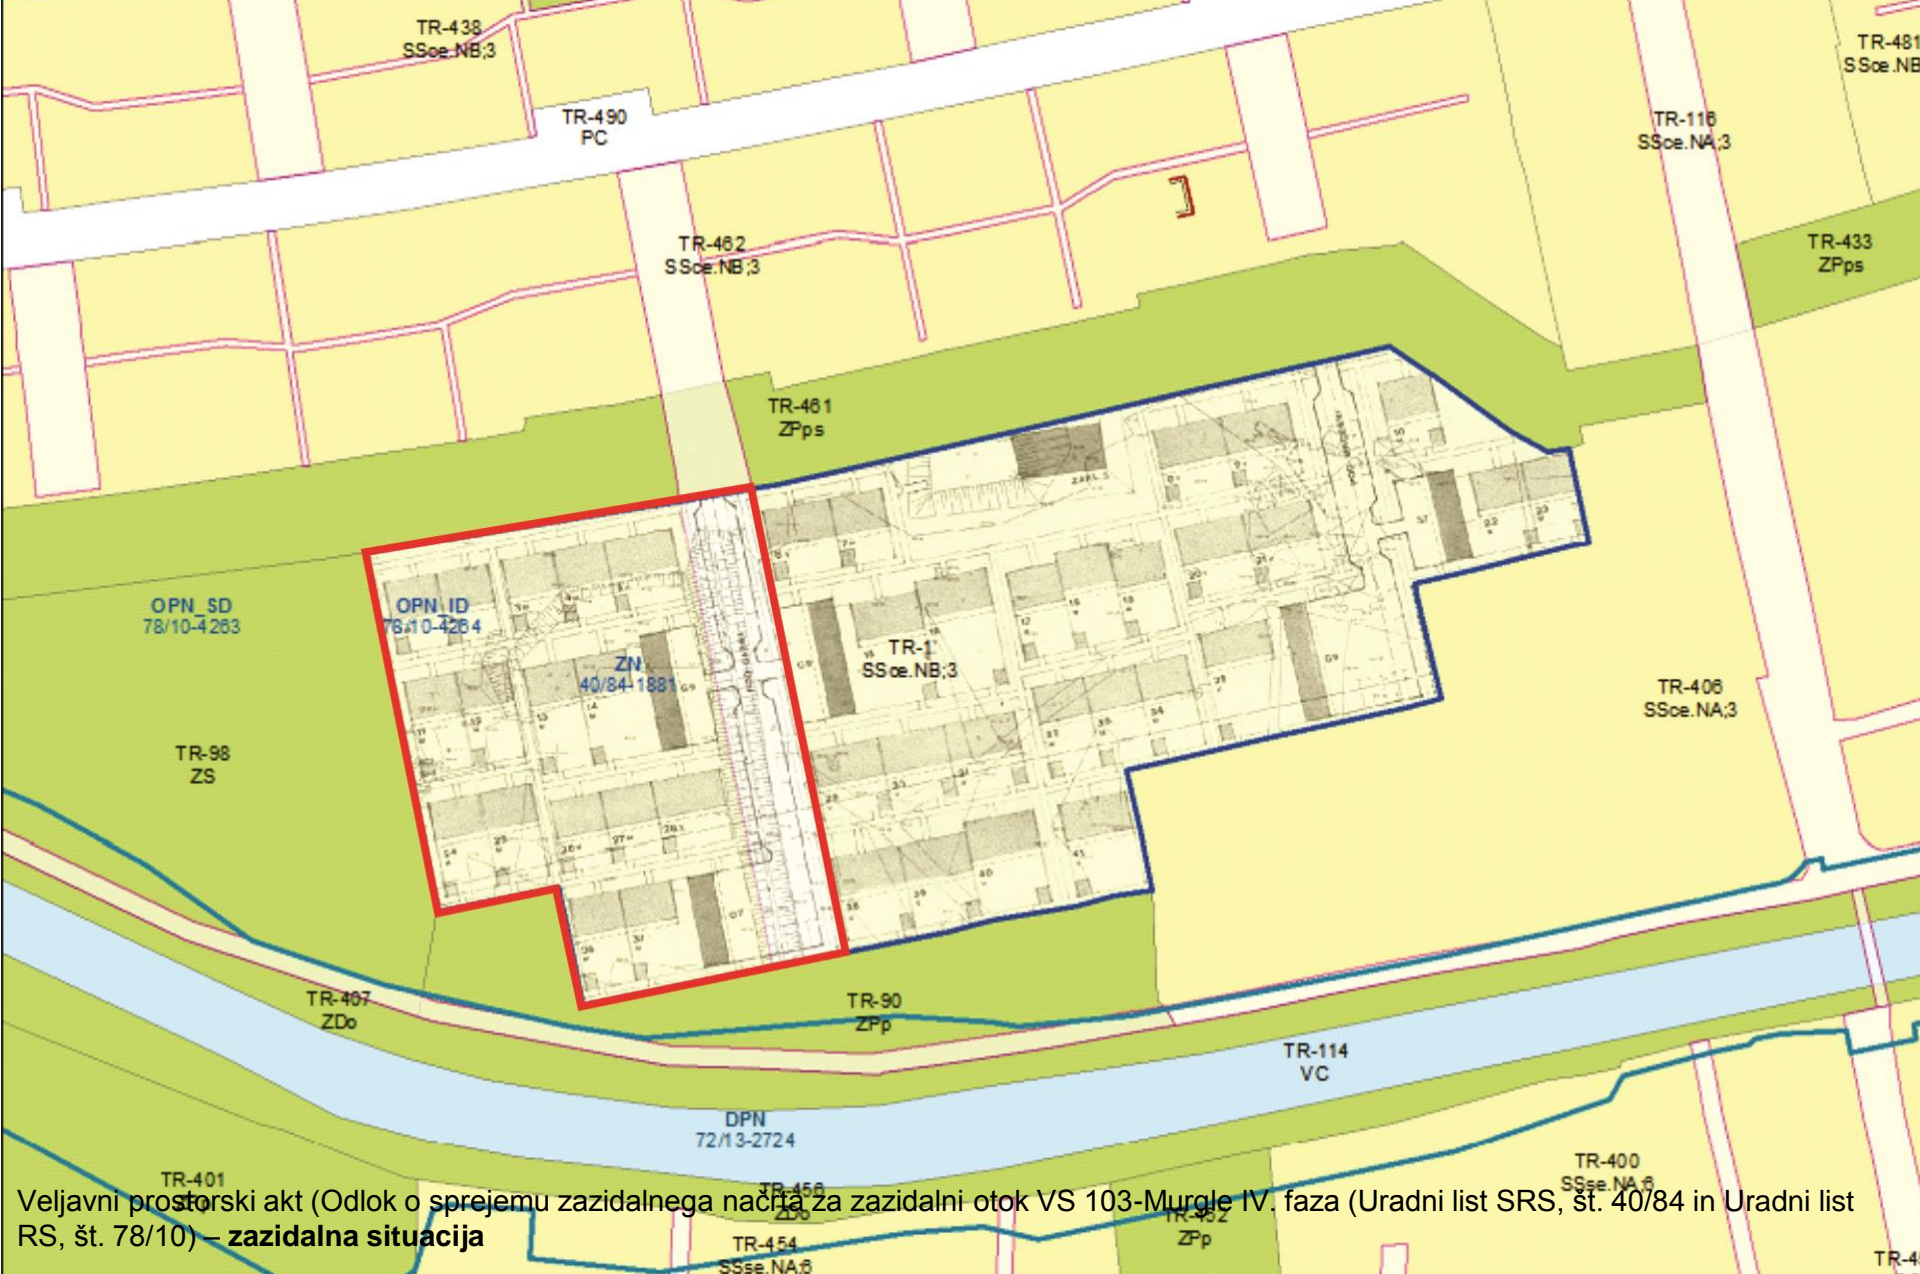 TR-438
SSce.NB;3
TR-481
SSce.NB
TR-490
PC
TR-116
SSce.NA;3
TR-462
SSce.NB;3
TR-433
ZPps
TR-461
ZPps
OPN_SD
78/10-4263
OPN_ID
78/10-4264
ZN
40/84-1881
TR-1
SSce.NB;3
TR-98
ZS
TR-406
SSce.NA;3
TR-407
ZDo
TR-90
ZPp
TR-114
VC
DPN
72/13-2724
TR-401
TR-400
SSse.NA;6
TR-456
ZDo
Veljavni prostorski akt (Odlok o sprejemu zazidalnega načrta za zazidalni otok VS 103-Murgle IV. faza (Uradni list SRS, št. 40/84 in Uradni list
RS, št. 78/10) – zazidalna situacija
TR-452
ZPp
TR-454
SSse.NA;6